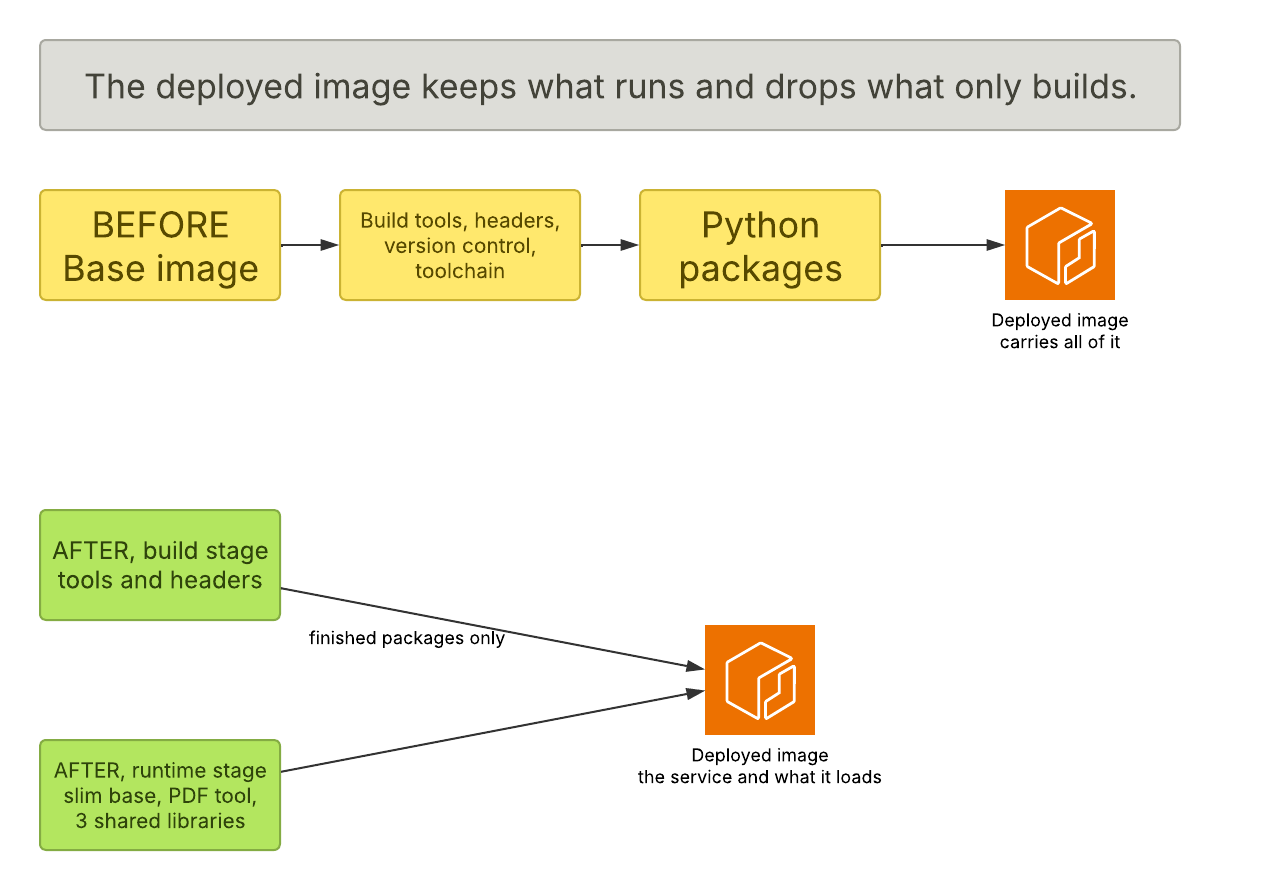 The deployed image keeps what runs and drops what only builds.
BEFORE
Base image
Build tools, headers,
version control,
toolchain
Python
packages
Deployed image
carries all of it
AFTER, build stage
tools and headers
finished packages only
Deployed image
the service and what it loads
AFTER, runtime stage
slim base, PDF tool,
3 shared libraries